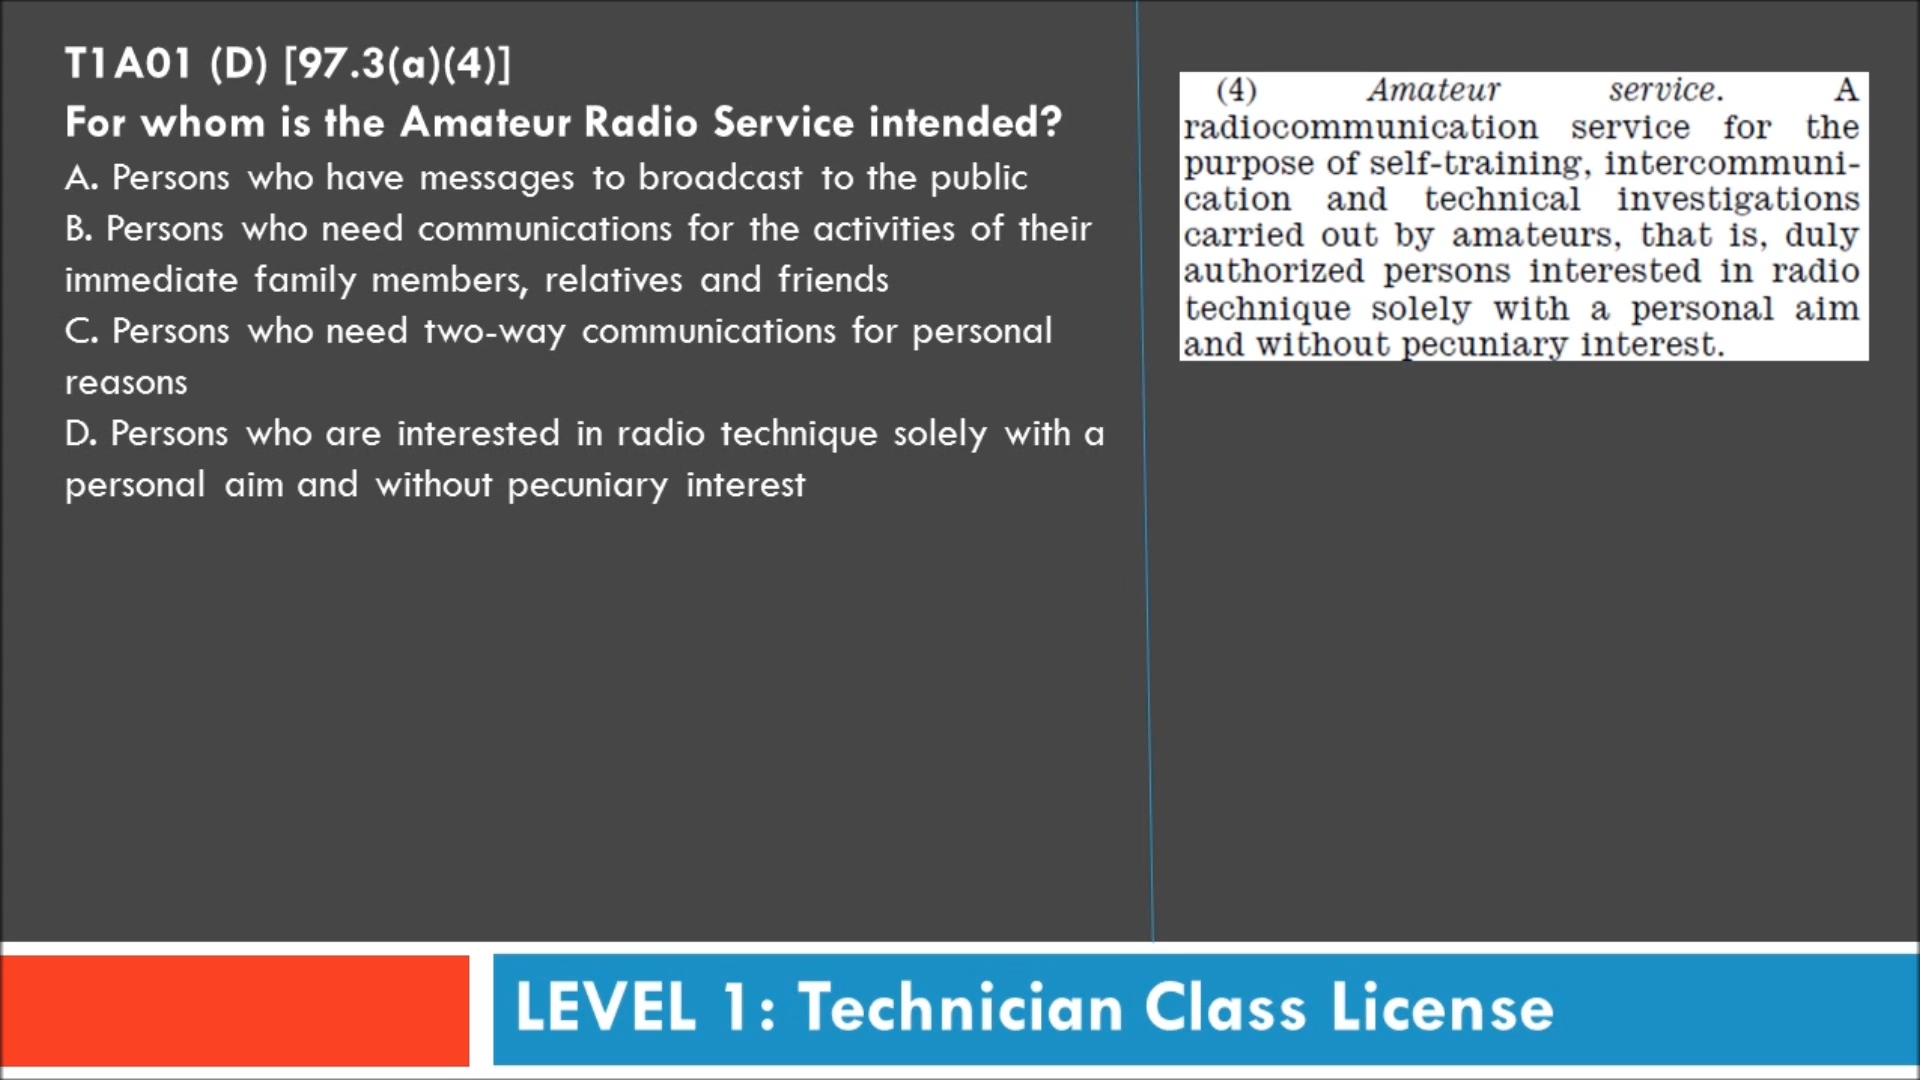 T1A01 (D) [97.3(a)(4)]
For whom is the Amateur Radio Service intended?
A. Persons who have messages to broadcast to the public
B. Persons who need communications for the activities of their
immediate family members, relatives and friends
C. Persons who need two-way communications for personal
reasons
D. Persons who are interested in radio technique solely with a
personal aim and without pecuniary interest
(4) Amateur service. A
radiocommunication service for the
purpose of self-training, intercommuni-
cation and technical investigations
carried out by amateurs, that is, duly
authorized persons interested in radio
technique solely with a personal aim
and without pecuniary interest.
LEVEL 1: Technician Class License